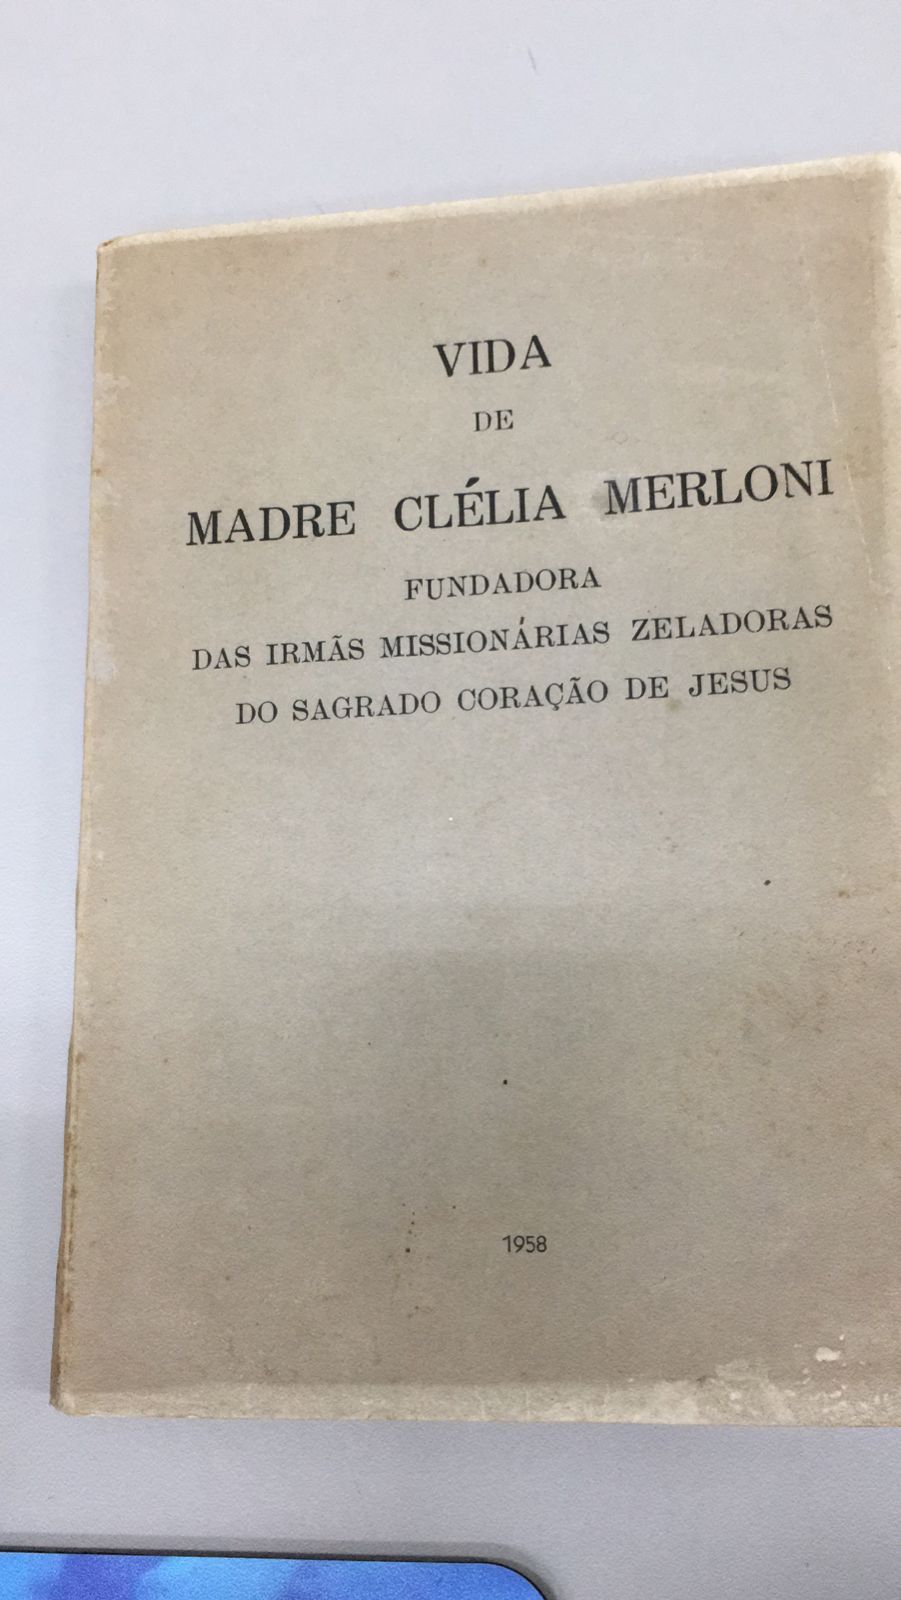 VIDA
DE
MADRE CLÉLIA MERLONI
FUNDADORA
DAS IRMÃS MISSIONÁRIAS ZELADORAS
DO SAGRADO CORAÇÃO DE JESUS
1958